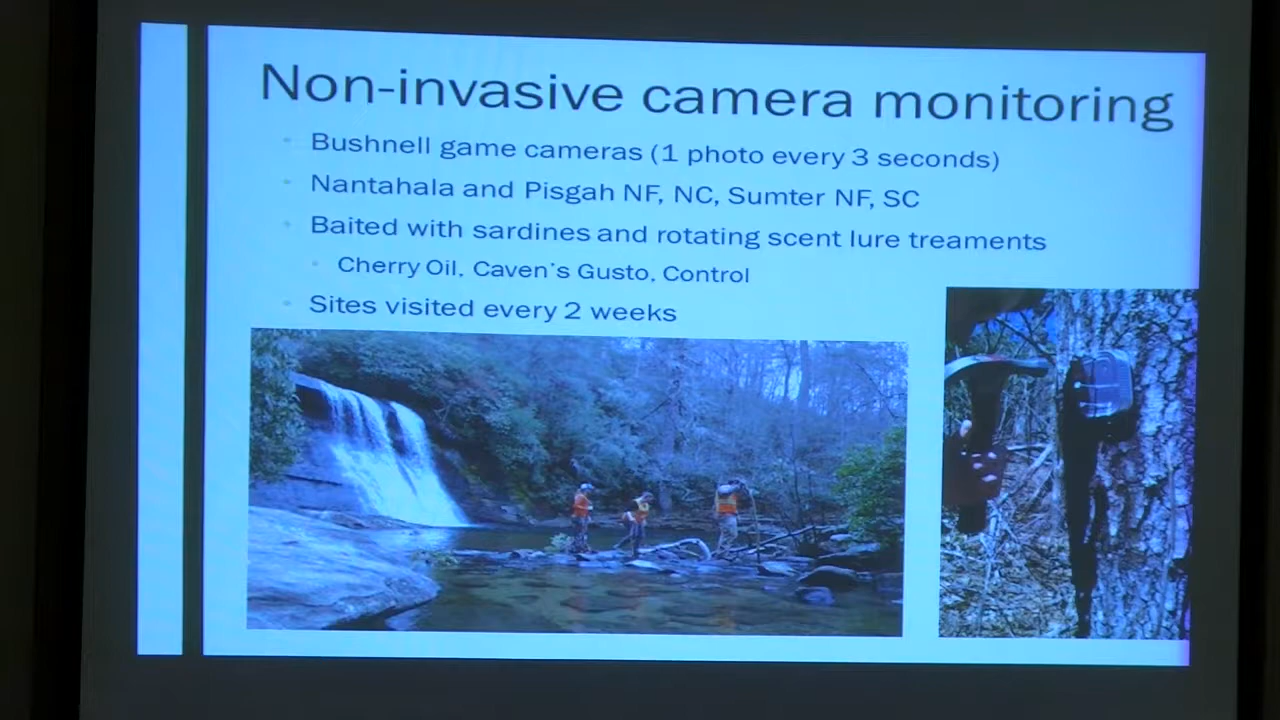 Non-invasive camera monitoring
Bushnell game cameras (1 photo every 3 seconds)
Nantahala and Pisgah NF, NC, Sumter NF, SC
Baited with sardines and rotating scent lure treaments
Cherry Oil, Caven's Gusto, Control
Sites visited every 2 weeks